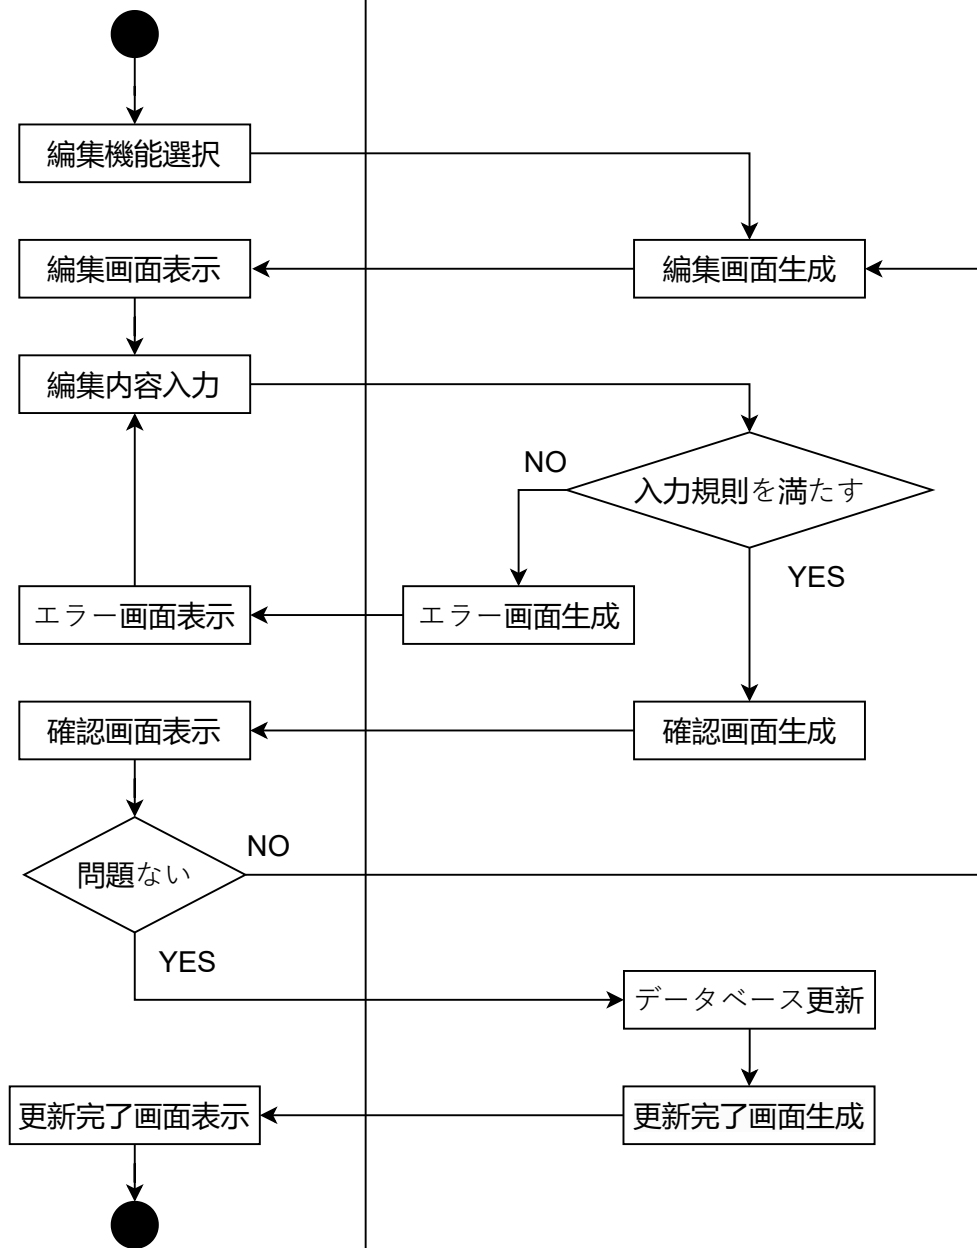 編集機能選択
編集画面表示
編集画面生成
編集内容入力
NO
入力規則を満たす
YES
エラー画面表示
エラー画面生成
確認画面表示
確認画面生成
NO
問題ない
YES
データベース更新
更新完了画面表示
更新完了画面生成